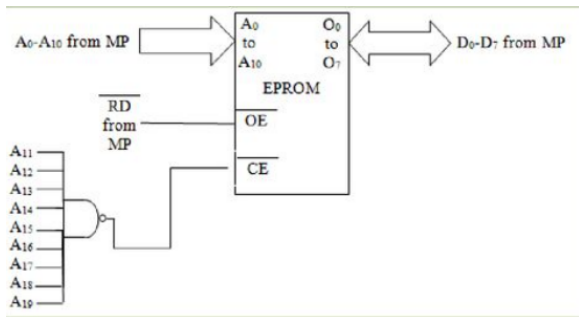 A0-A10 from MP
A0 O0
to to
A10 O7
D0-D7 from MP
EPROM
RD
from
MP
OE
CE
A11
A12
A13
A14
A15
A16
A17
A18
A19